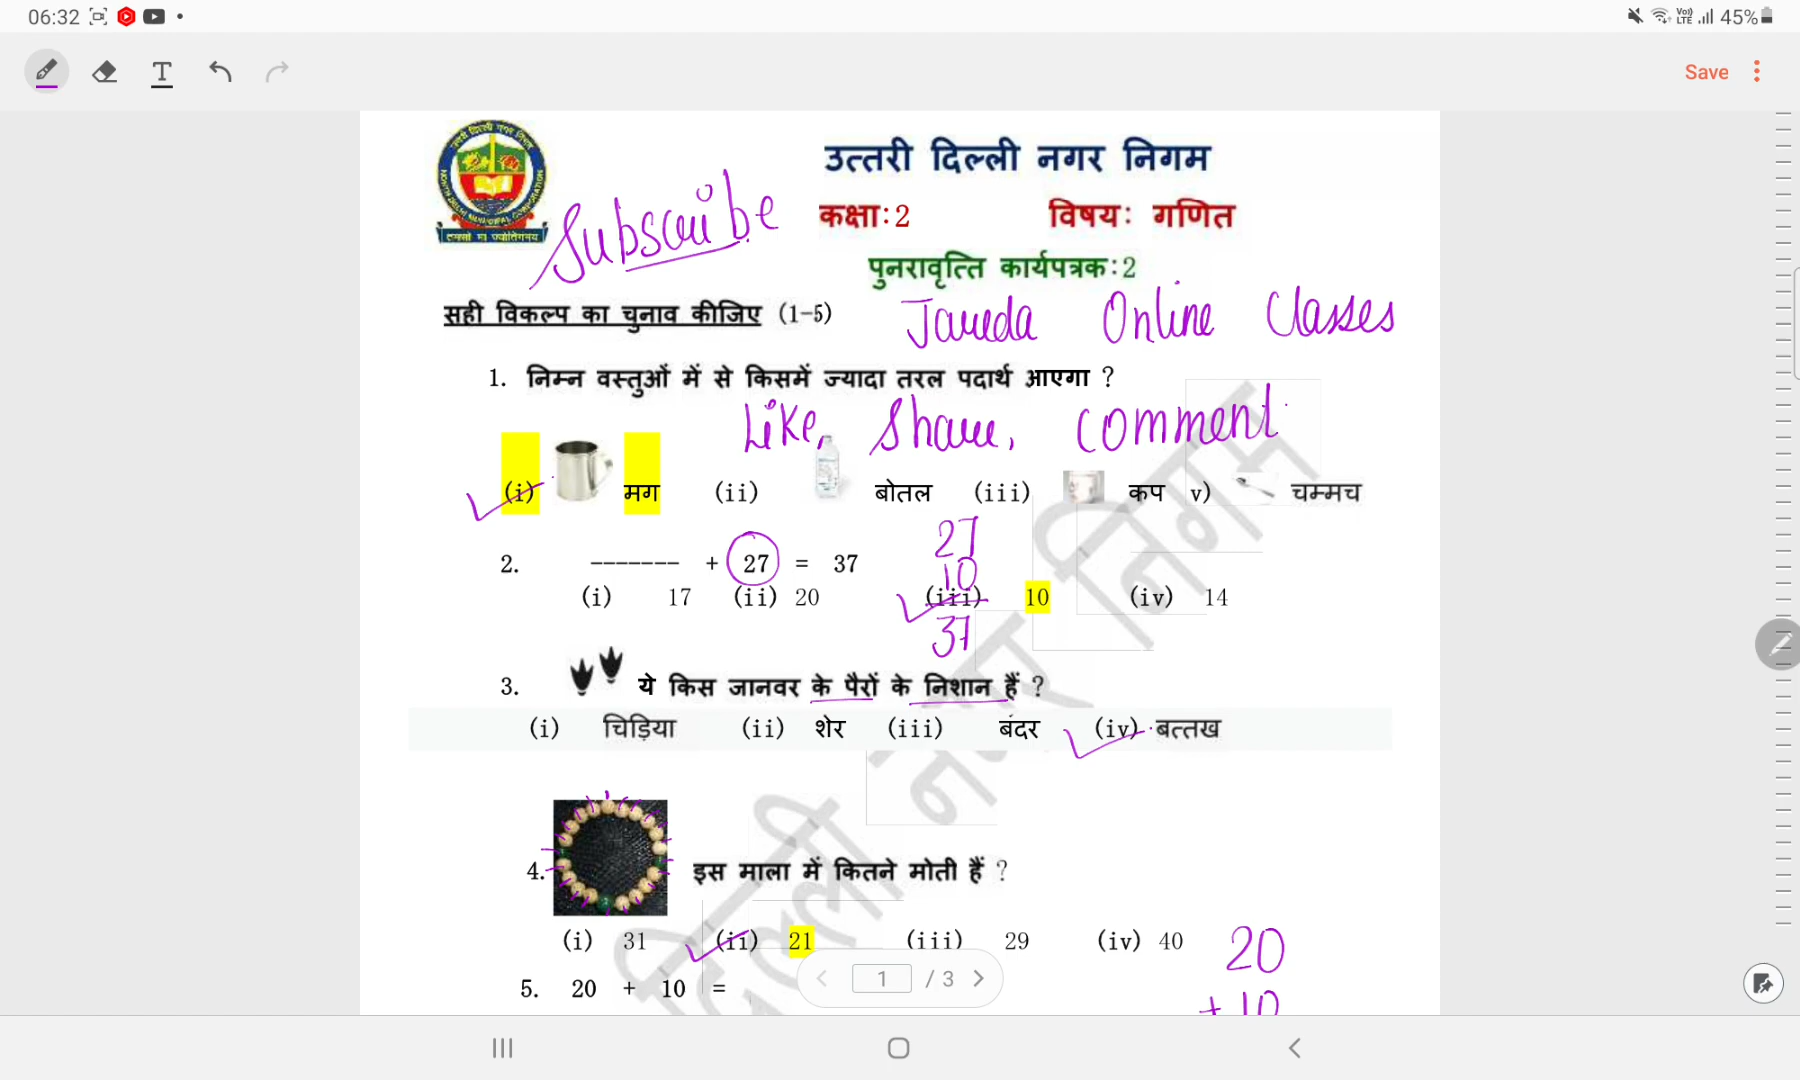 06:32 45%
Save
उत्तरी दिल्ली नगर निगम
Subscribe
कक्षा:2 विषय: गणित
पुनरावृत्ति कार्यपत्रक:2
सही विकल्प का चुनाव कीजिए (1-5)
Online Classes
1. निम्न वस्तुओं में से किसमें ज्यादा तरल पदार्थ आएगा ?
Like, Share, Comment
(i) मग (ii) बोतल (iii) कप v) चम्मच
27
2. ------- + 27 = 37
10
(i) 17 (ii) 20 (iii) 10 (iv) 14
37
3. ये किस जानवर के पैरों के निशान हैं ?
(i) चिड़िया (ii) शेर (iii) बंदर (iv) बत्तख
4. इस माला में कितने मोती हैं ?
(i) 31 (ii) 21 (iii) 29 (iv) 40
20
5. 20 + 10 =
+ 10
1 / 3
दिल्ली नगर निगम